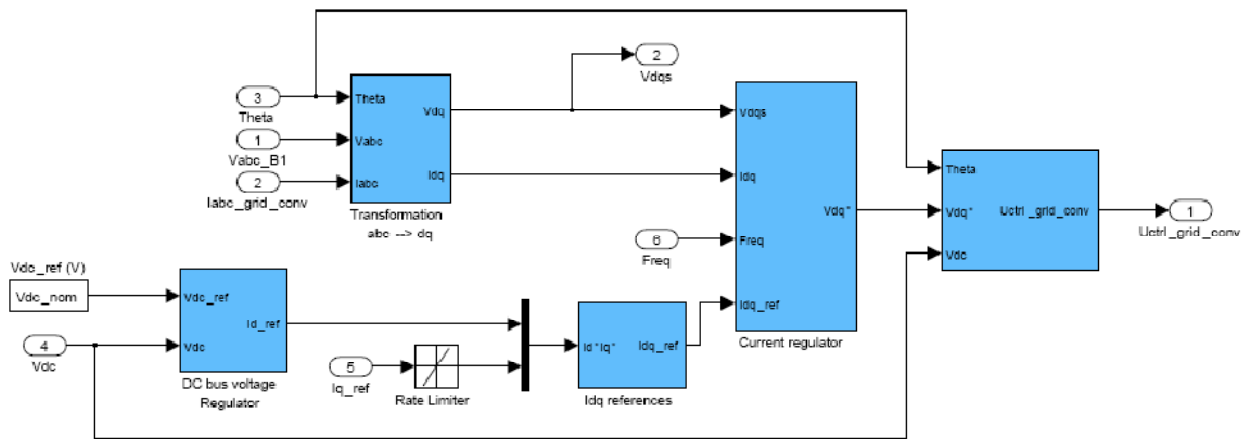 2
Vdqs
3
Theta
1
Vabc_B1
2
Iabc_grid_conv
Theta
Vabc
Iabc
Vdq
Idq
Transformation
abc --> dq
Vdqs
Idq
Freq
Idq_ref
Vdq*
Current regulator
6
Freq
Theta
Vdq*
Vdc
Uctrl_grid_conv
1
Uctrl_grid_conv
Vdc_ref (V)
Vdc_nom
4
Vdc
Vdc_ref
Vdc
Id_ref
DC bus voltage
Regulator
5
Iq_ref
Rate Limiter
Id*Iq*
Idq_ref
Idq references